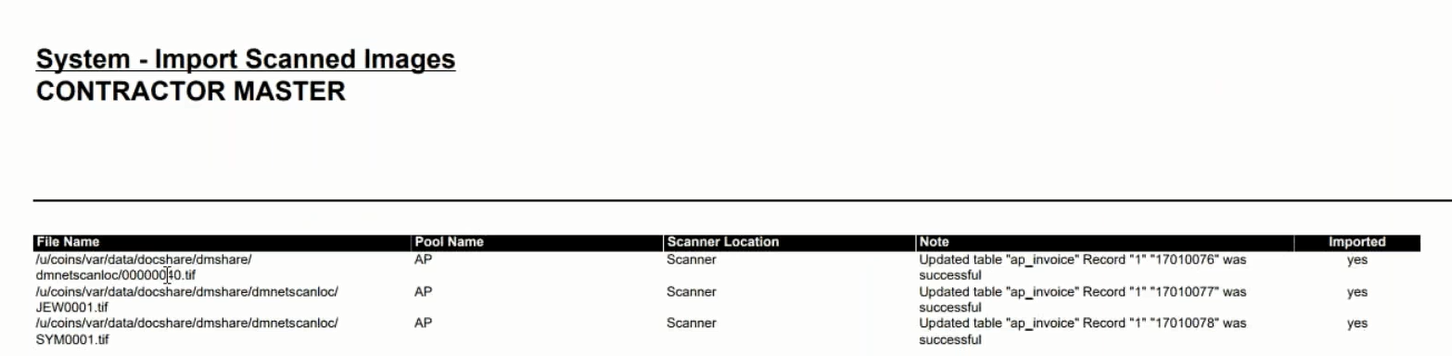 System - Import Scanned Images
CONTRACTOR MASTER
File Name Pool Name Scanner Location Note Imported
/u/coins/var/data/docshare/dmshare/ AP Scanner Updated table "ap_invoice" Record "1" "17010076" was yes
dmnetscanloc/00000040.tif successful
/u/coins/var/data/docshare/dmshare/dmnetscanloc/ AP Scanner Updated table "ap_invoice" Record "1" "17010077" was yes
JEW0001.tif successful
/u/coins/var/data/docshare/dmshare/dmnetscanloc/ AP Scanner Updated table "ap_invoice" Record "1" "17010078" was yes
SYM0001.tif successful